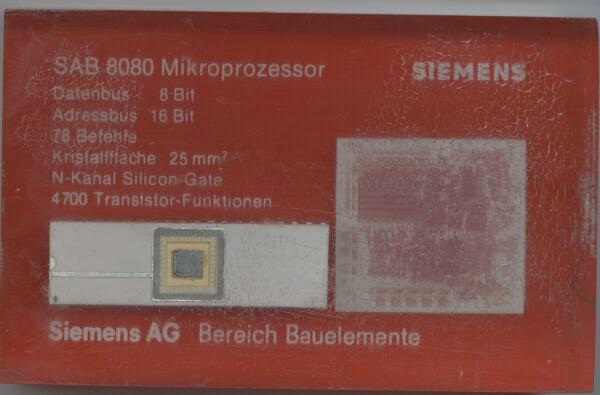 SAB 8080 Mikroprozessor
SIEMENS
Datenbus 8 Bit
Adressbus 16 Bit
78 Befehle
Kristallfläche 25 mm²
N-Kanal Silicon-Gate
4700 Transistor-Funktionen
Siemens AG Bereich Bauelemente